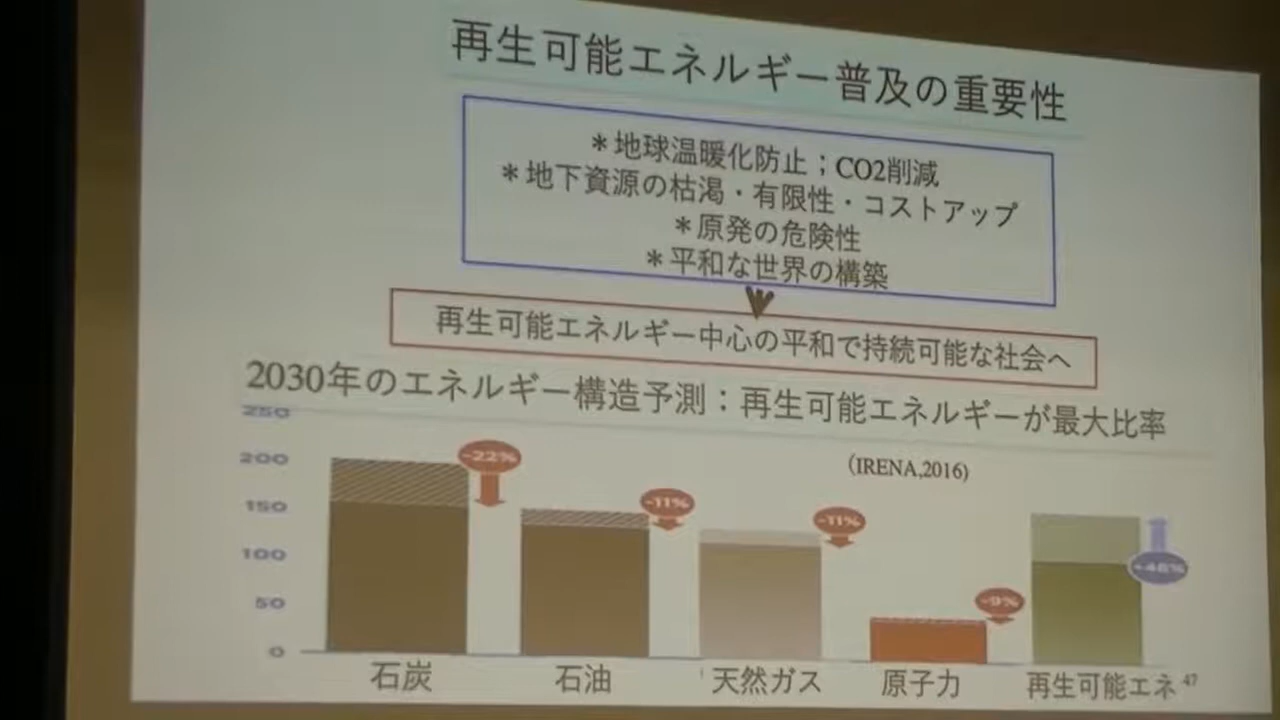 再生可能エネルギー普及の重要性
＊地球温暖化防止；CO2削減
＊地下資源の枯渇・有限性・コストアップ
＊原発の危険性
＊平和な世界の構築
再生可能エネルギー中心の平和で持続可能な社会へ
2030年のエネルギー構造予測：再生可能エネルギーが最大比率
(IRENA,2016)
250
200
150
100
50
0
-22%
-11%
-11%
-9%
石炭
石油
天然ガス
原子力
再生可能エネ
47